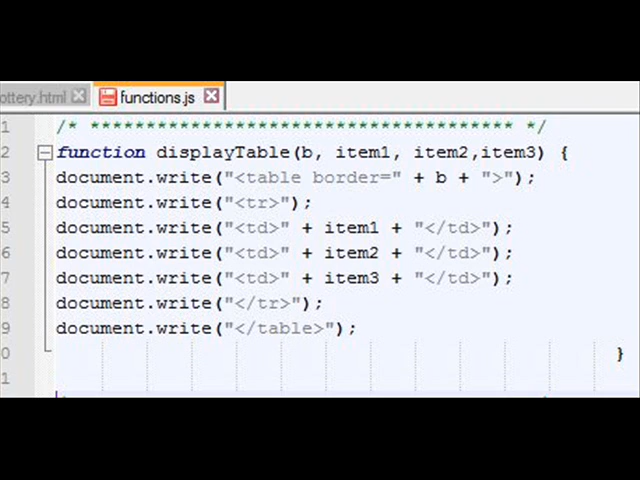 ottery.html functions.js
1 /* ************************************** */
2 function displayTable(b, item1, item2,item3) {
3 document.write("<table border=" + b + ">");
4 document.write("<tr>");
5 document.write("<td>" + item1 + "</td>");
6 document.write("<td>" + item2 + "</td>");
7 document.write("<td>" + item3 + "</td>");
8 document.write("</tr>");
9 document.write("</table>");
0 }
1